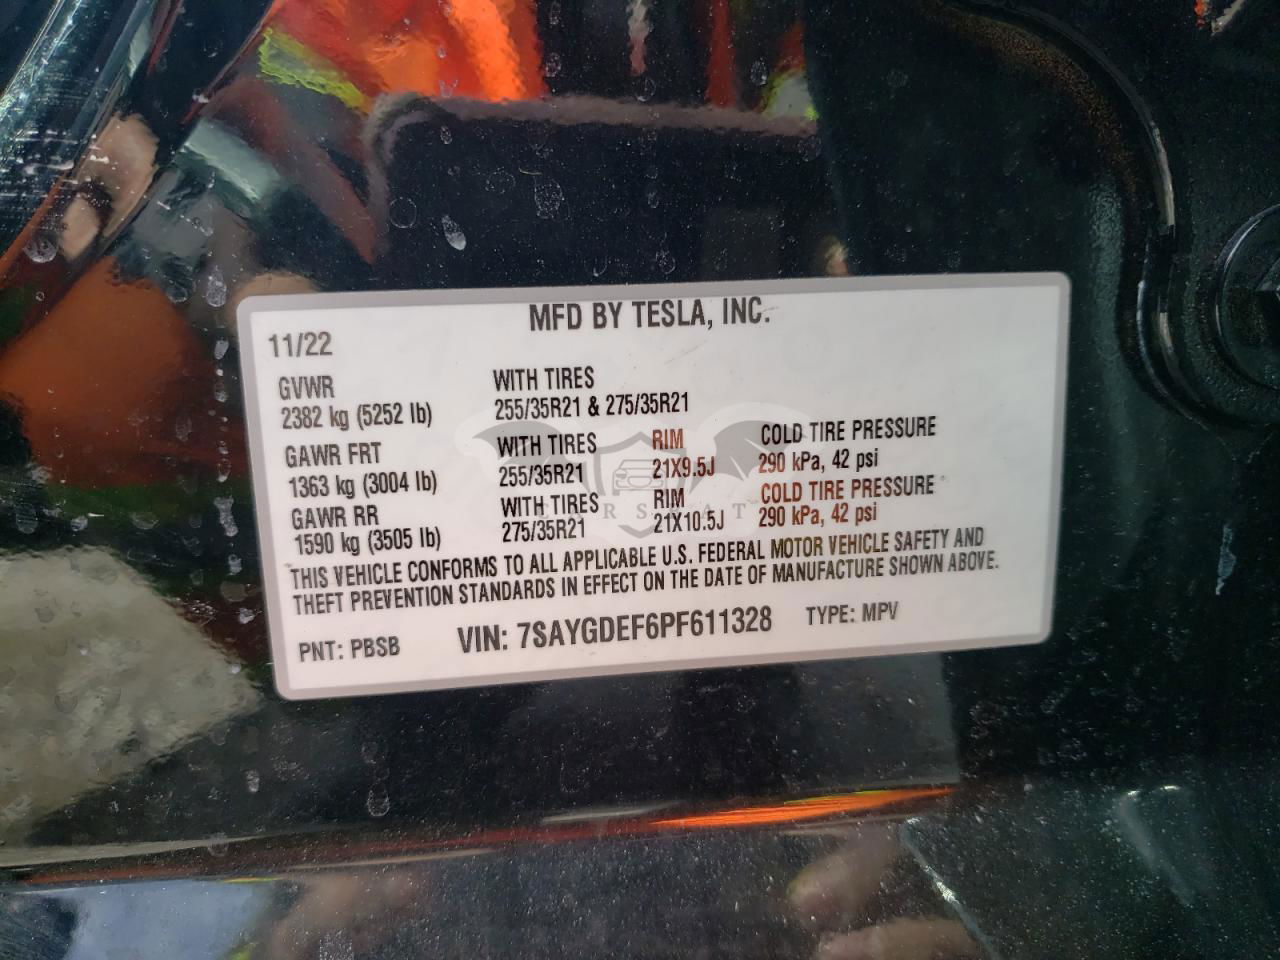 MFD BY TESLA, INC.
11/22
GVWR WITH TIRES
2382 kg (5252 lb) 255/35R21 & 275/35R21
GAWR FRT WITH TIRES RIM COLD TIRE PRESSURE
1363 kg (3004 lb) 255/35R21 21X9.5J 290 kPa, 42 psi
GAWR RR WITH TIRES RIM COLD TIRE PRESSURE
1590 kg (3505 lb) 275/35R21 21X10.5J 290 kPa, 42 psi
THIS VEHICLE CONFORMS TO ALL APPLICABLE U.S. FEDERAL MOTOR VEHICLE SAFETY AND
THEFT PREVENTION STANDARDS IN EFFECT ON THE DATE OF MANUFACTURE SHOWN ABOVE.
PNT: PBSB VIN: 7SAYGDEF6PF611328 TYPE: MPV